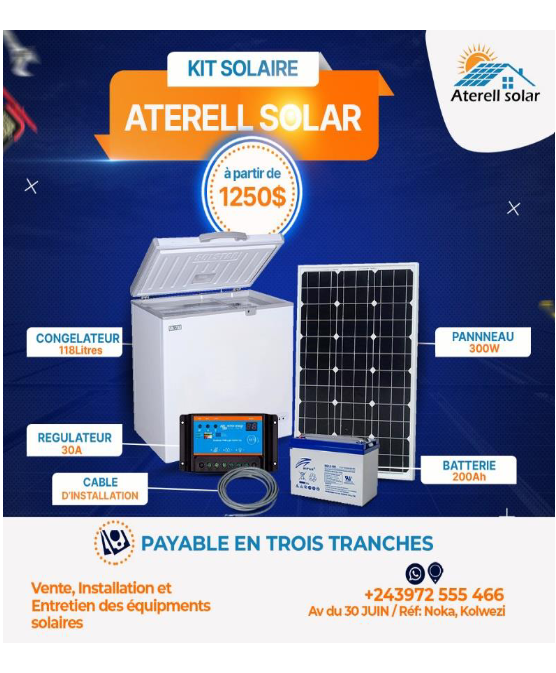 KIT SOLAIRE
ATERELL SOLAR
Aterell solar
à partir de
1250$
CONGELATEUR
118Litres
PANNNEAU
300W
REGULATEUR
30A
BATTERIE
200Ah
CABLE
D'INSTALLATION
PAYABLE EN TROIS TRANCHES
Vente, Installation et
Entretien des équipments
solaires
+243972 555 466
Av du 30 JUIN / Réf: Noka, Kolwezi